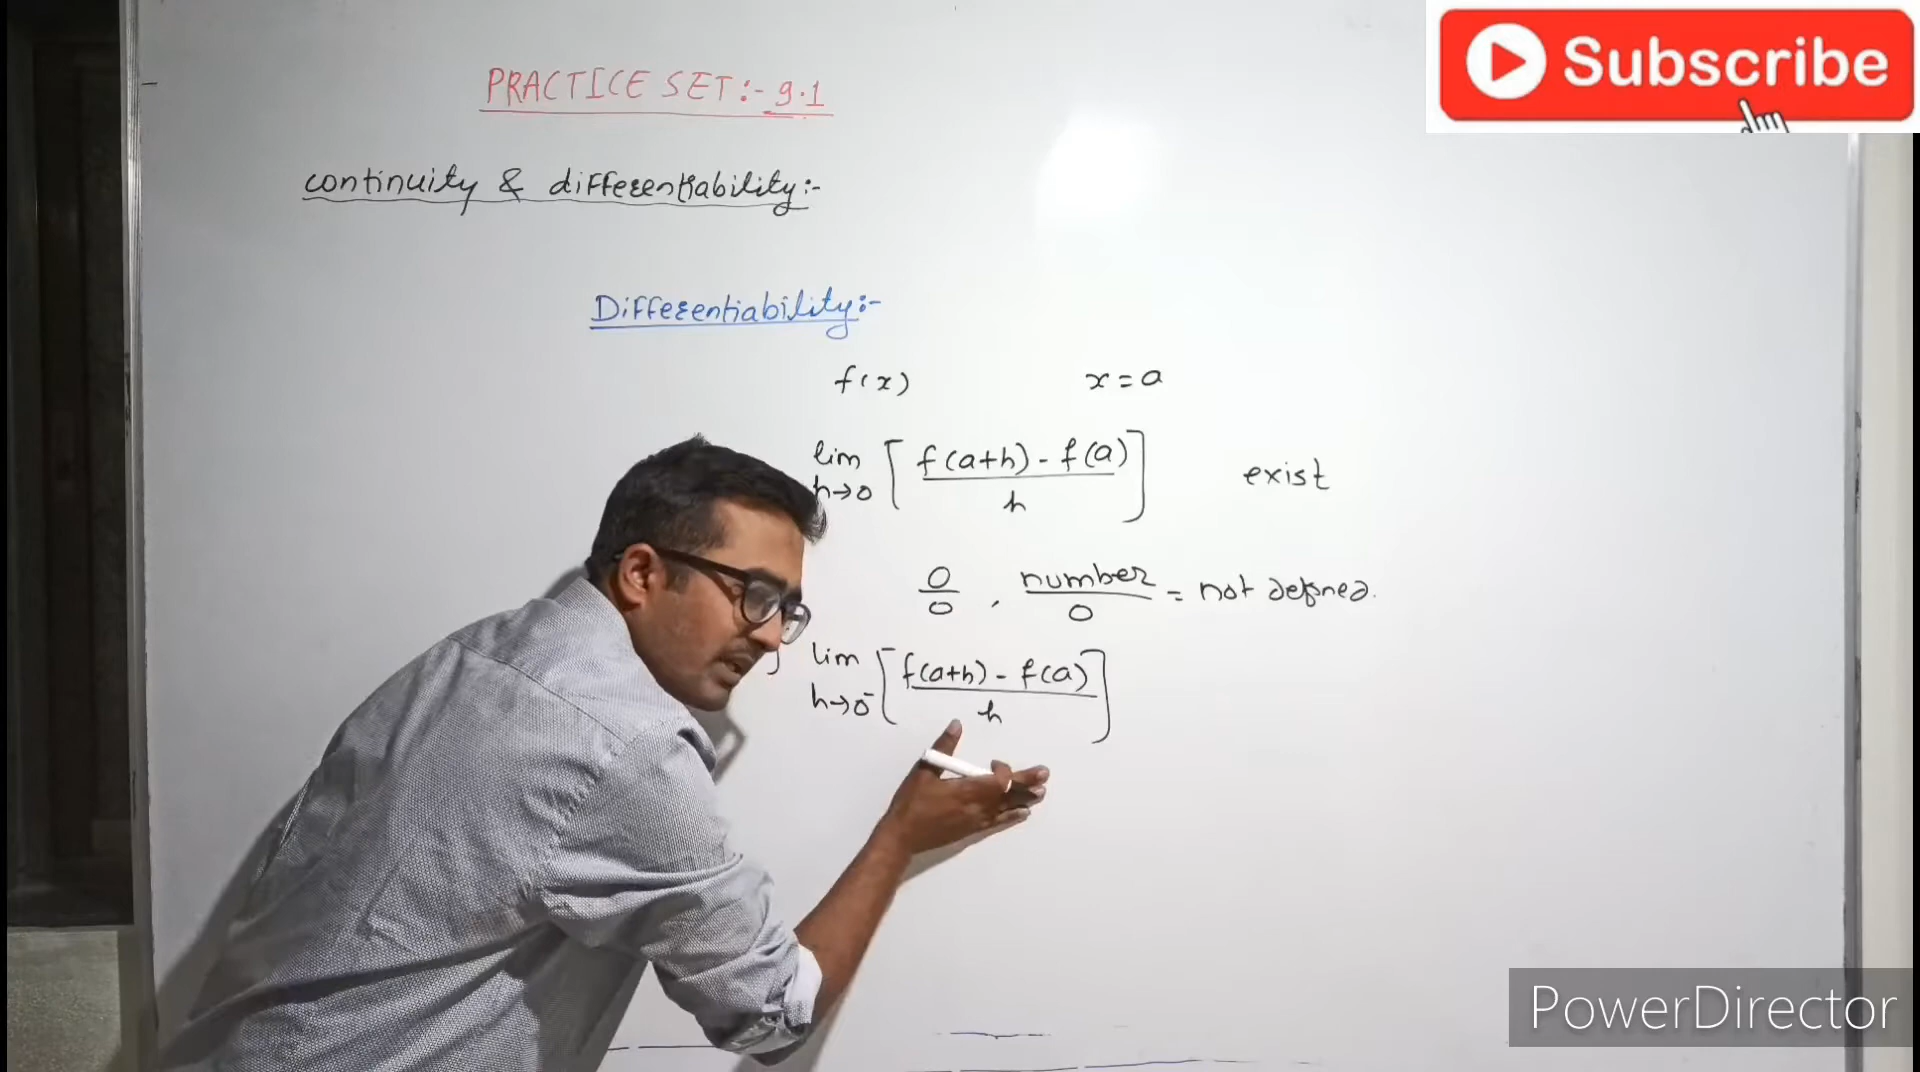 Subscribe
PRACTICE SET:- 9.1
continuity & differentiability:-
Differentiability:-
f(x) x = a
lim h→0 [ f(a+h) - f(a) / h ] exist
0/0 , number/0 = not defined.
) lim h→0⁻ [ f(a+h) - f(a) / h ]
PowerDirector